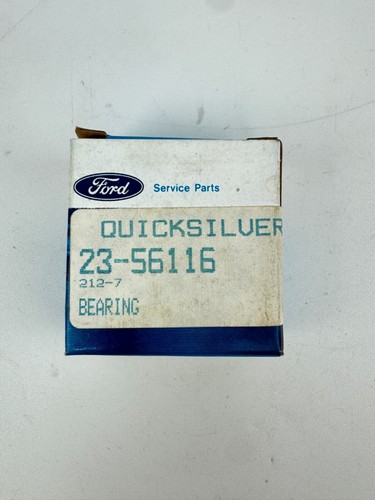 Ford Service Parts
QUICKSILVER
23-56116
212-7
BEARING